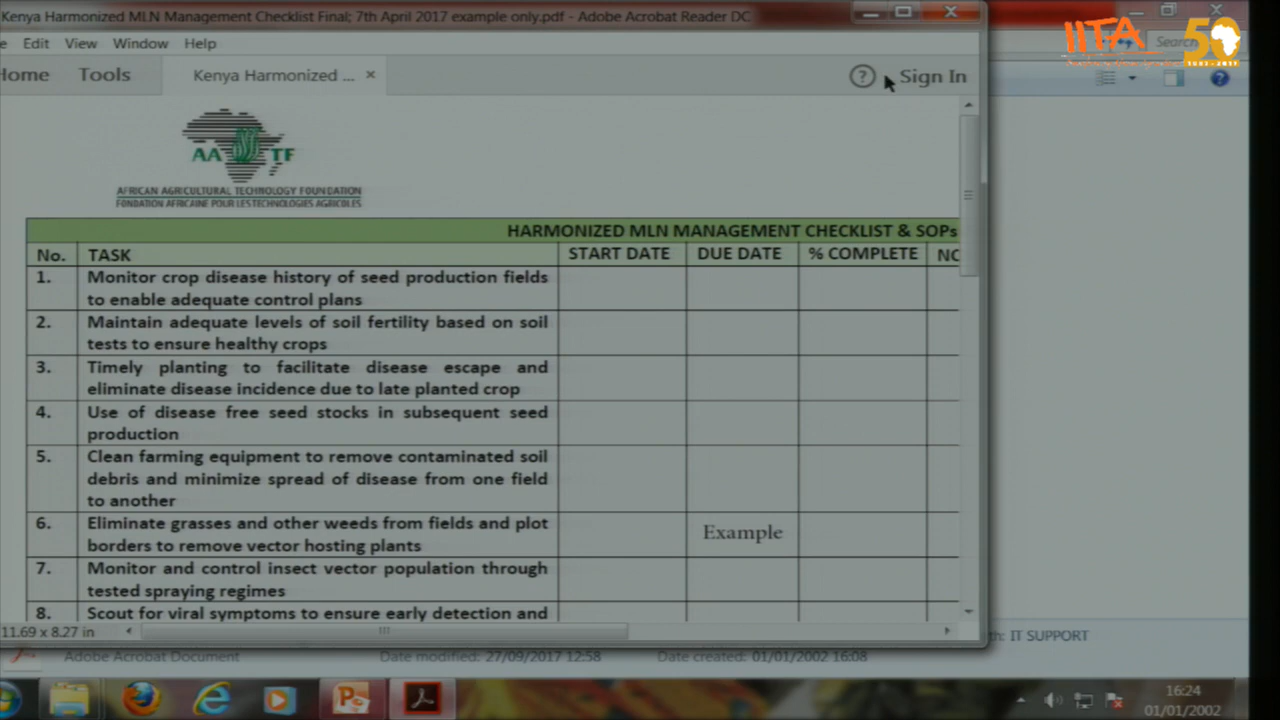 Kenya Harmonized MLN Management Checklist Final; 7th April 2017 example only.pdf - Adobe Acrobat Reader DC
IITA 50
Search
Edit View Window Help
Home Tools Kenya Harmonized ... × ? Sign In
AATF
AFRICAN AGRICULTURAL TECHNOLOGY FOUNDATION
FONDATION AFRICAINE POUR LES TECHNOLOGIES AGRICOLES
HARMONIZED MLN MANAGEMENT CHECKLIST & SOPs
No. TASK START DATE DUE DATE % COMPLETE NO
1. Monitor crop disease history of seed production fields
to enable adequate control plans
2. Maintain adequate levels of soil fertility based on soil
tests to ensure healthy crops
3. Timely planting to facilitate disease escape and
eliminate disease incidence due to late planted crop
4. Use of disease free seed stocks in subsequent seed
production
5. Clean farming equipment to remove contaminated soil
debris and minimize spread of disease from one field
to another
6. Eliminate grasses and other weeds from fields and plot
borders to remove vector hosting plants
Example
7. Monitor and control insect vector population through
tested spraying regimes
8. Scout for viral symptoms to ensure early detection and
11.69 x 8.27 in
th: IT SUPPORT
Adobe Acrobat Document Date modified: 27/09/2017 12:58 Date created: 01/01/2002 16:08
16:24
01/01/2002